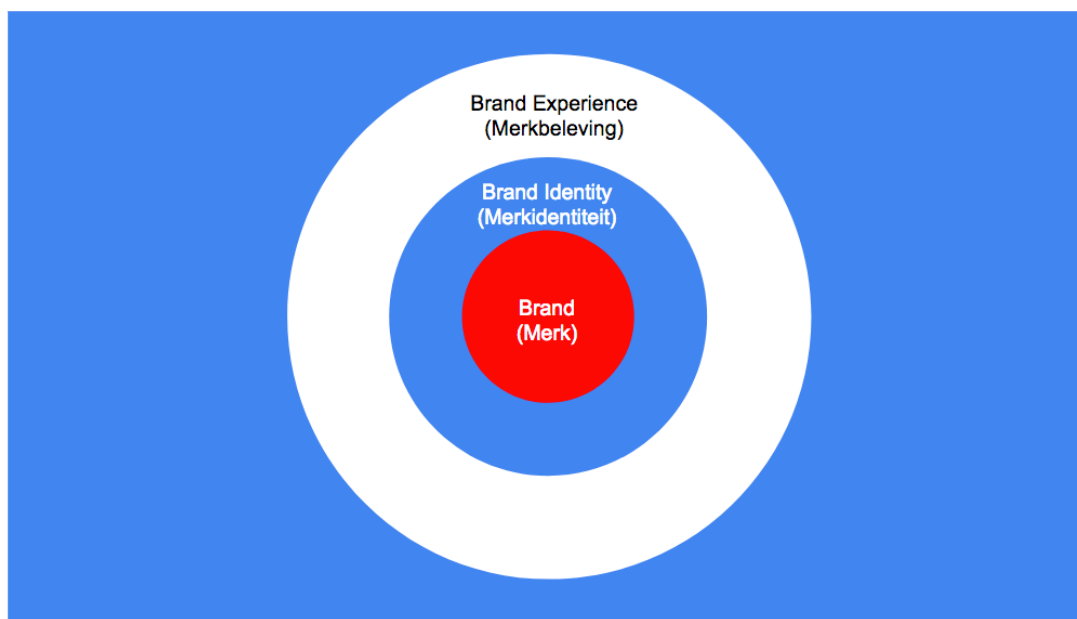 Brand Experience
(Merkbeleving)
Brand Identity
(Merkidentiteit)
Brand
(Merk)